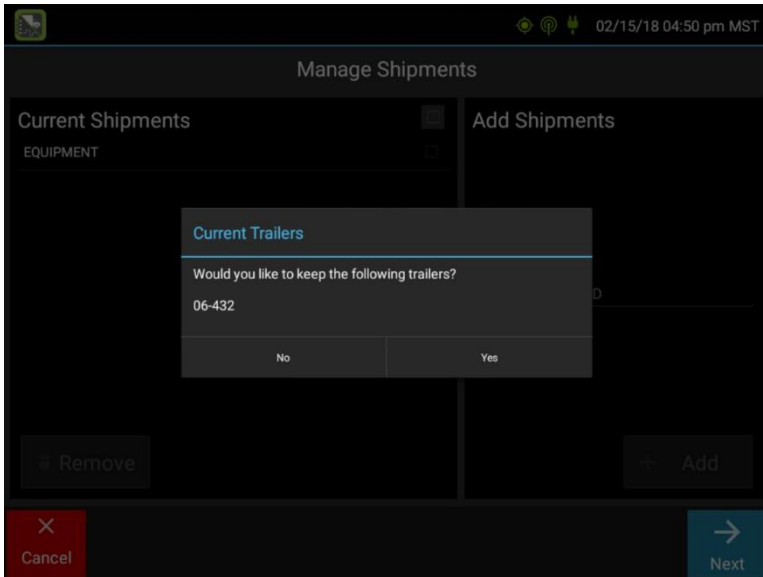 02/15/18 04:50 pm MST
Manage Shipments
Current Shipments
EQUIPMENT
Add Shipments
D
Current Trailers
Would you like to keep the following trailers?
06-432
No
Yes
Remove
+ Add
Cancel
Next